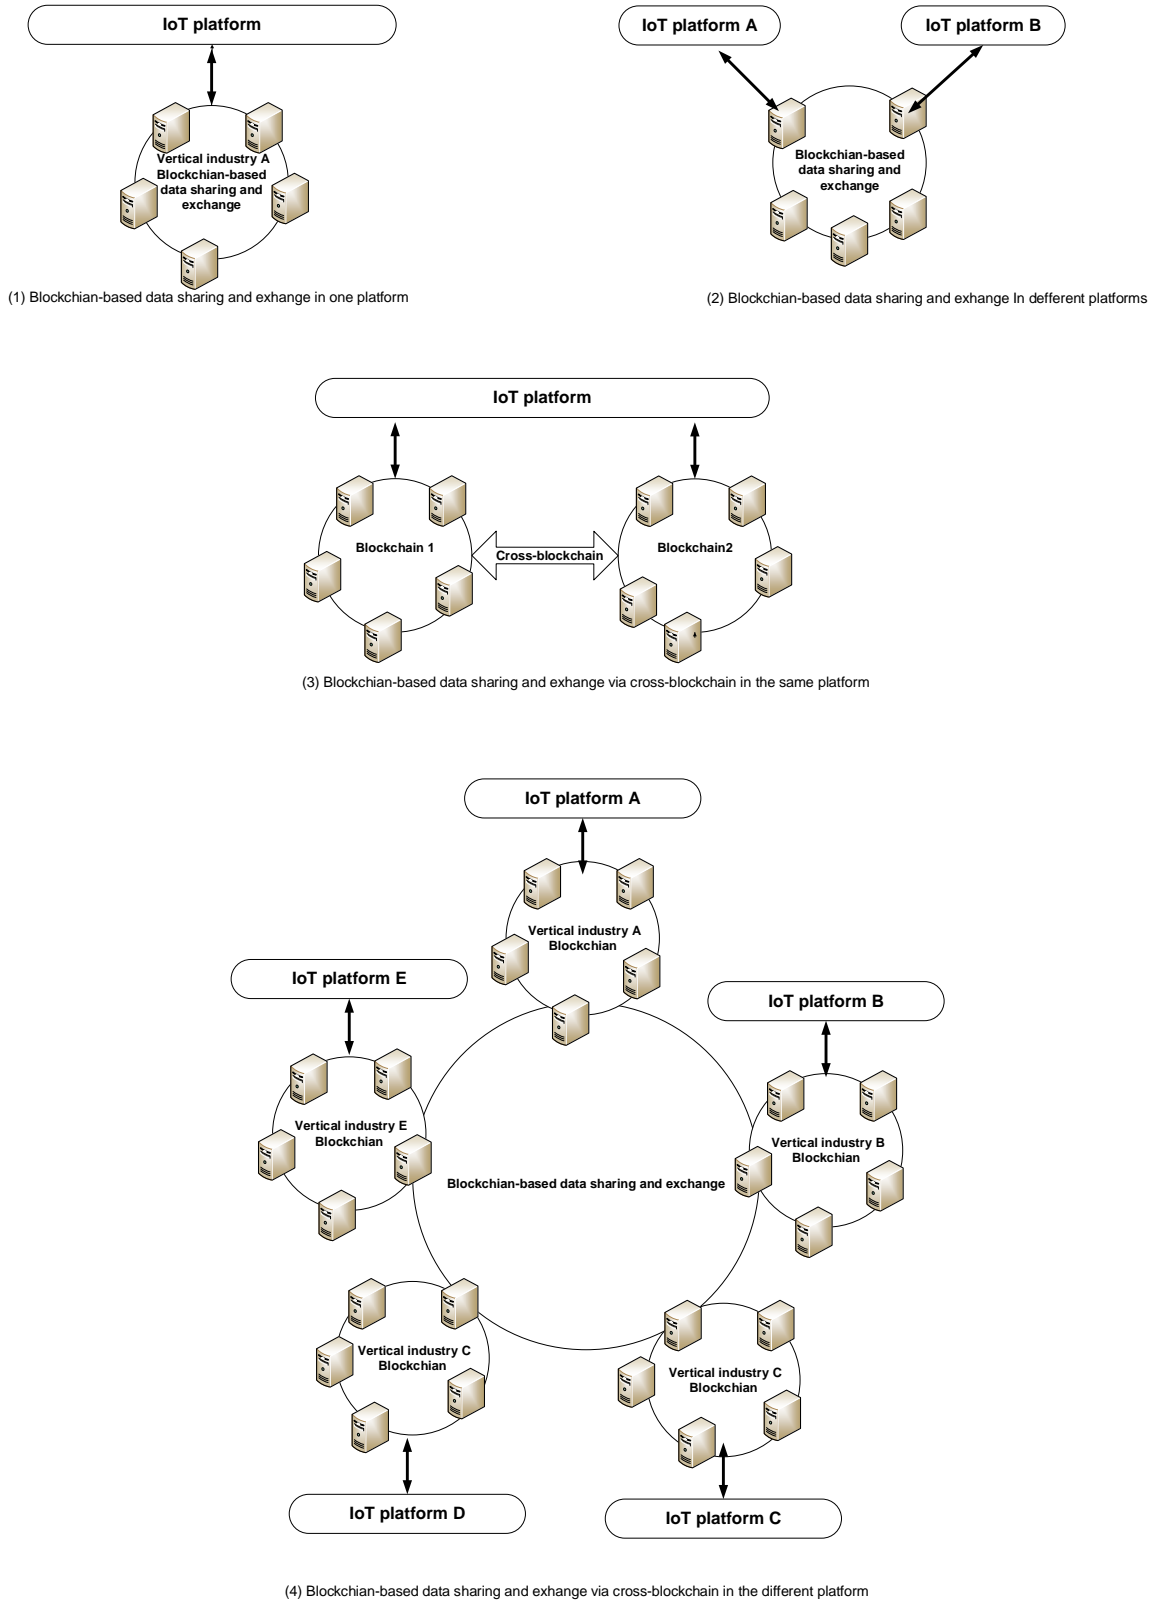 IoT platform
Vertical industry A
Blockchian-based
data sharing and
exchange
(1) Blockchian-based data sharing and exhange in one platform
IoT platform A
IoT platform B
Blockchian-based
data sharing and
exchange
(2) Blockchian-based data sharing and exhange In defferent platforms
IoT platform
Blockchain 1
Cross-blockchain
Blockchain2
(3) Blockchian-based data sharing and exhange via cross-blockchain in the same platform
IoT platform A
Vertical industry A
Blockchian
IoT platform E
IoT platform B
Vertical industry E
Blockchian
Vertical industry B
Blockchian
Blockchian-based data sharing and exchange
Vertical industry C
Blockchian
Vertical industry C
Blockchian
IoT platform D
IoT platform C
(4) Blockchian-based data sharing and exhange via cross-blockchain in the different platform